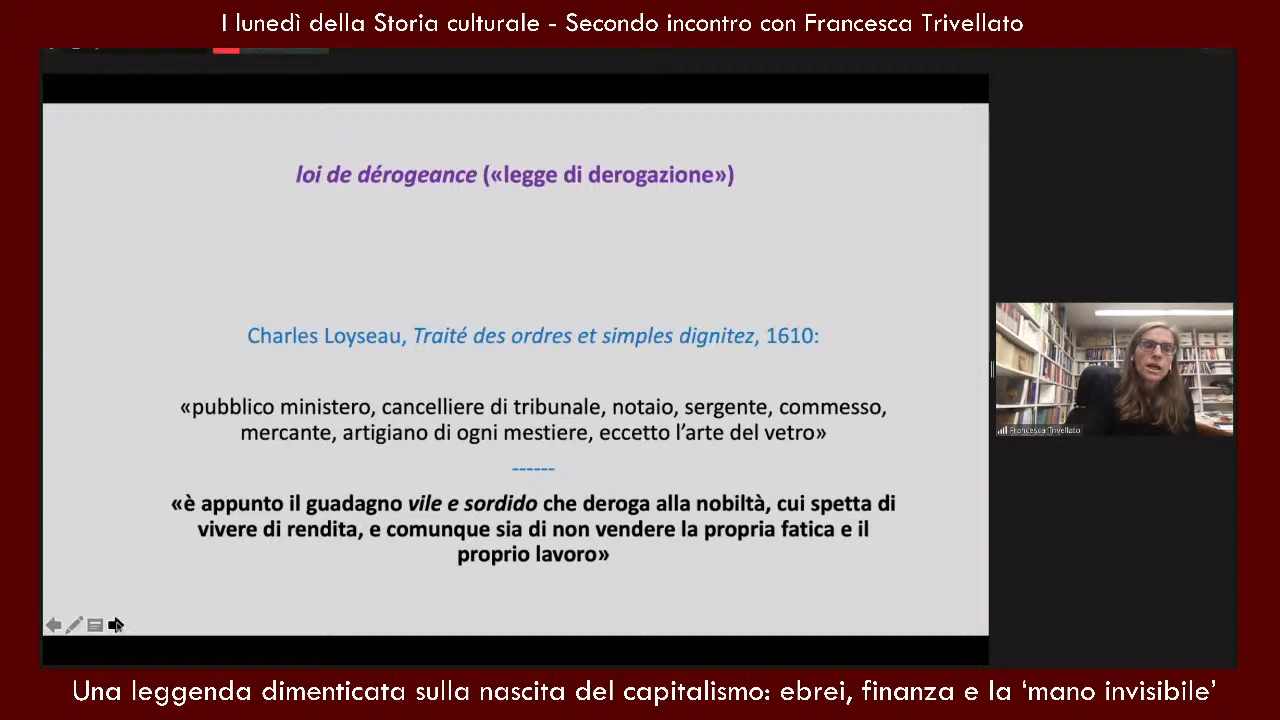 I lunedì della Storia culturale - Secondo incontro con Francesca Trivellato
loi de dérogeance («legge di derogazione»)
Charles Loyseau, Traité des ordres et simples dignitez, 1610:
«pubblico ministero, cancelliere di tribunale, notaio, sergente, commesso,
mercante, artigiano di ogni mestiere, eccetto l’arte del vetro»
------
«è appunto il guadagno vile e sordido che deroga alla nobiltà, cui spetta di
vivere di rendita, e comunque sia di non vendere la propria fatica e il
proprio lavoro»
Francesca Trivellato
Una leggenda dimenticata sulla nascita del capitalismo: ebrei, finanza e la ‘mano invisibile’